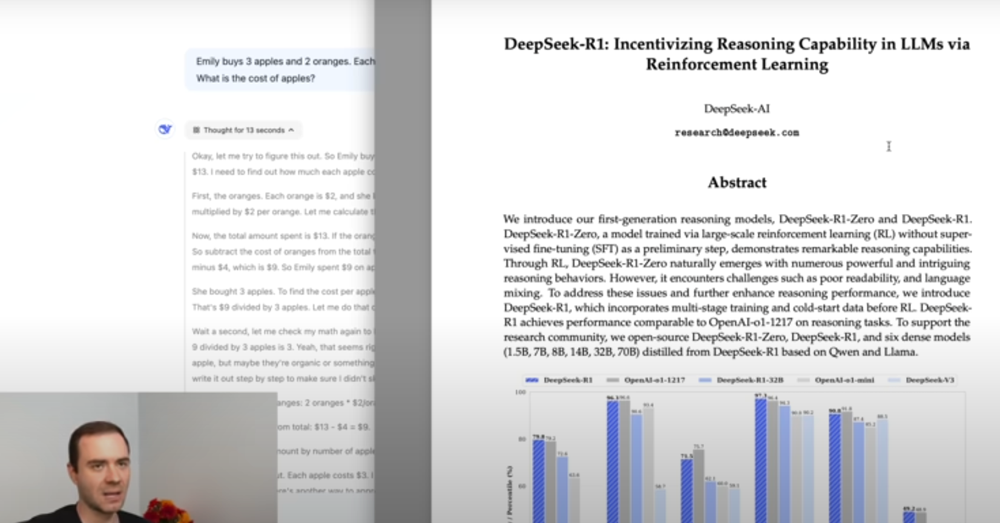 Emily buys 3 apples and 2 oranges. Each
What is the cost of apples?
Thought for 13 seconds
Okay, let me try to figure this out. So Emily buy
$13. I need to find out how much each apple co
First, the oranges. Each orange is $2, and she
multiplied by $2 per orange. Let me calculate t
Now, the total amount spent is $13. If the oran
So subtract the cost of oranges from the total
minus $4, which is $9. So Emily spent $9 on ap
She bought 3 apples. To find the cost per apple
That's $9 divided by 3 apples. Let me do that
Wait a second, let me check my math again to
9 divided by 3 apples is 3. Yeah, that seems rig
apple, but maybe they're organic or something
write it out step by step to make sure I didn't s
anges: 2 oranges * $2/or
om total: $13 - $4 = $9.
nount by number of apple
ut. Each apple costs $3. I
re's another way to appr
DeepSeek-R1: Incentivizing Reasoning Capability in LLMs via
Reinforcement Learning
DeepSeek-AI
research@deepseek.com
Abstract
We introduce our first-generation reasoning models, DeepSeek-R1-Zero and DeepSeek-R1.
DeepSeek-R1-Zero, a model trained via large-scale reinforcement learning (RL) without super-
vised fine-tuning (SFT) as a preliminary step, demonstrates remarkable reasoning capabilities.
Through RL, DeepSeek-R1-Zero naturally emerges with numerous powerful and intriguing
reasoning behaviors. However, it encounters challenges such as poor readability, and language
mixing. To address these issues and further enhance reasoning performance, we introduce
DeepSeek-R1, which incorporates multi-stage training and cold-start data before RL. DeepSeek-
R1 achieves performance comparable to OpenAI-o1-1217 on reasoning tasks. To support the
research community, we open-source DeepSeek-R1-Zero, DeepSeek-R1, and six dense models
(1.5B, 7B, 8B, 14B, 32B, 70B) distilled from DeepSeek-R1 based on Qwen and Llama.
DeepSeek-R1 OpenAI-o1-1217 DeepSeek-R1-32B OpenAI-o1-mini DeepSeek-V3
100
80
60
/ Percentile (%)
79.8 79.2 72.6 63.6
96.3 96.6 90.6 93.4 58.7
71.5 75.7 62.1 60.0 59.1
97.3 96.4 94.3 90.0 90.2
90.8 91.8 87.4 85.2 88.5
49.2 48.9